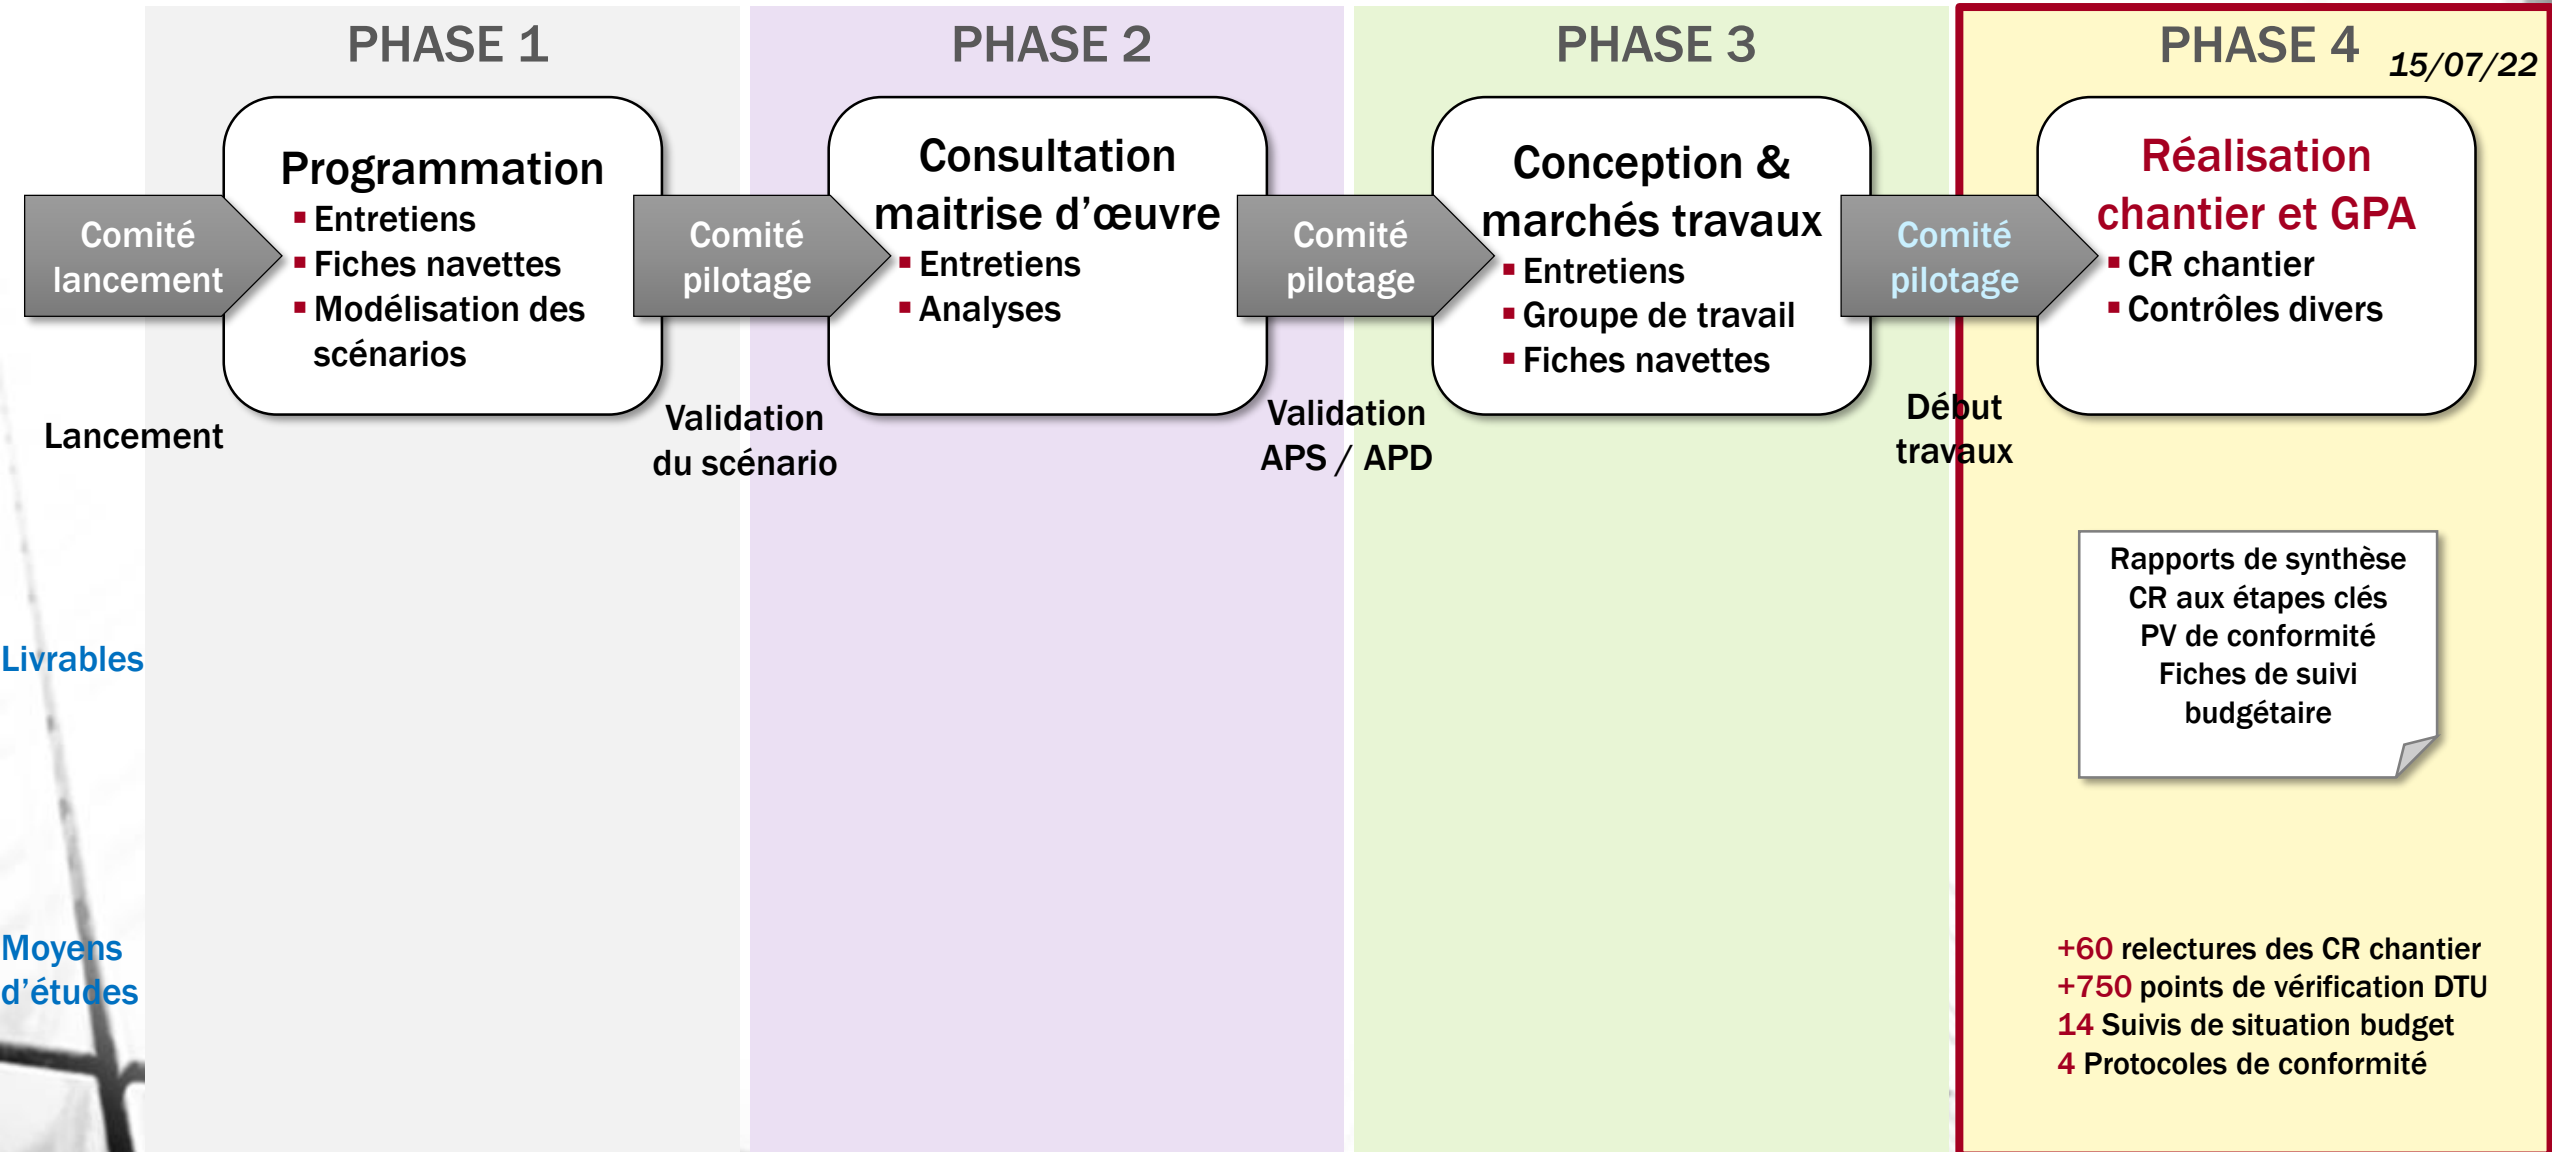 PHASE 1
PHASE 2
PHASE 3
PHASE 4
15/07/22
Comité
lancement
Programmation
▪ Entretiens
▪ Fiches navettes
▪ Modélisation des
scénarios
Comité
pilotage
Consultation
maitrise d’œuvre
▪ Entretiens
▪ Analyses
Comité
pilotage
Conception &
marchés travaux
▪ Entretiens
▪ Groupe de travail
▪ Fiches navettes
Comité
pilotage
Réalisation
chantier et GPA
▪ CR chantier
▪ Contrôles divers
Lancement
Validation
du scénario
Validation
APS / APD
Début
travaux
Livrables
Rapports de synthèse
CR aux étapes clés
PV de conformité
Fiches de suivi
budgétaire
Moyens
d’études
+60 relectures des CR chantier
+750 points de vérification DTU
14 Suivis de situation budget
4 Protocoles de conformité